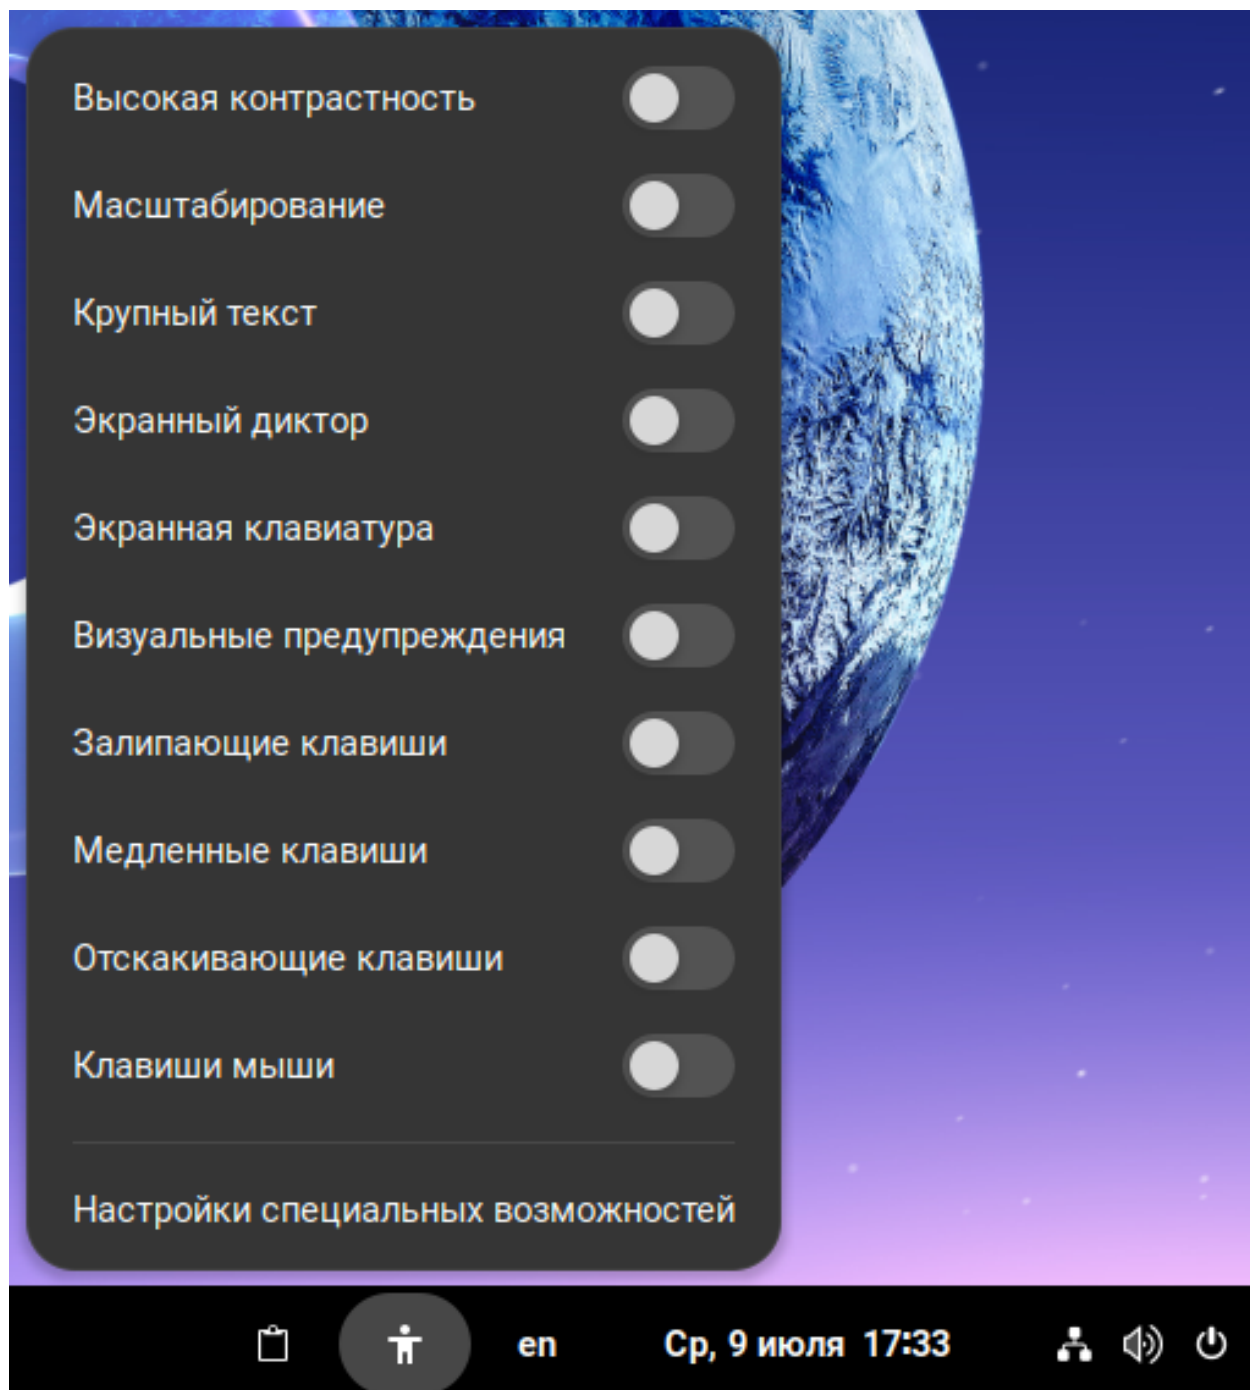 Высокая контрастность
Масштабирование
Крупный текст
Экранный диктор
Экранная клавиатура
Визуальные предупреждения
Залипающие клавиши
Медленные клавиши
Отскакивающие клавиши
Клавиши мыши
Настройки специальных возможностей
en Ср, 9 июля 17:33